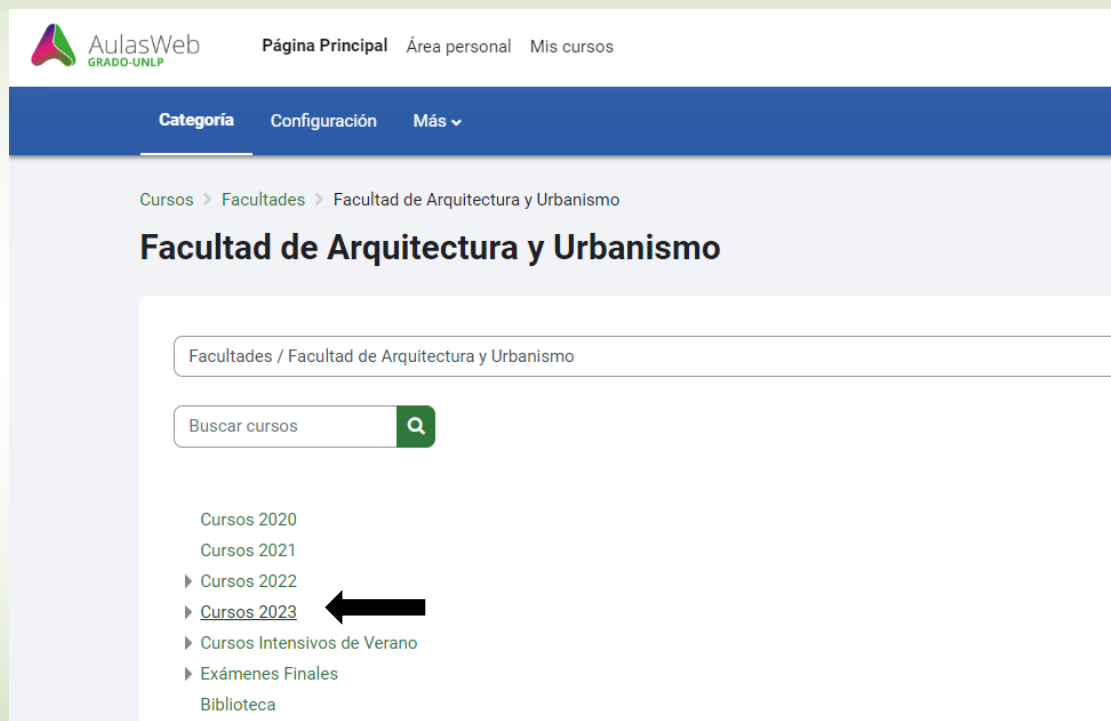 AulasWeb
GRADO-UNLP
Página Principal Área personal Mis cursos
Categoría Configuración Más
Cursos > Facultades > Facultad de Arquitectura y Urbanismo
Facultad de Arquitectura y Urbanismo
Facultades / Facultad de Arquitectura y Urbanismo
Buscar cursos
Cursos 2020
Cursos 2021
Cursos 2022
Cursos 2023
Cursos Intensivos de Verano
Exámenes Finales
Biblioteca